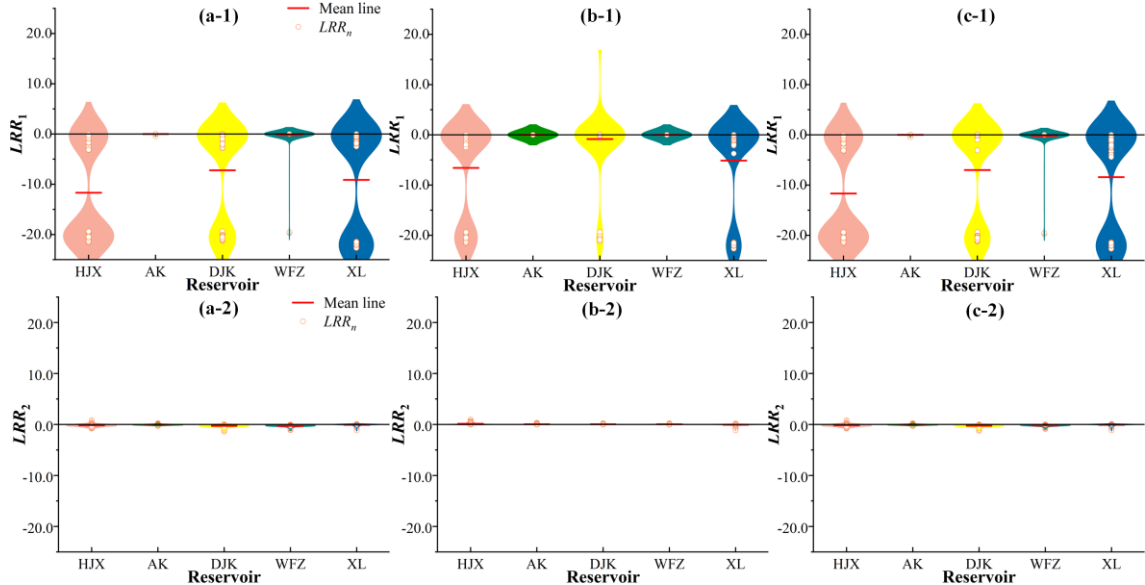 (a-1)
Mean line
LRRₙ
LRR₁
20.0
10.0
0.0
-10.0
-20.0
HJX AK DJK WFZ XL
Reservoir
(b-1)
LRR₁
20.0
10.0
0.0
-10.0
-20.0
HJX AK DJK WFZ XL
Reservoir
(c-1)
LRR₁
20.0
10.0
0.0
-10.0
-20.0
HJX AK DJK WFZ XL
Reservoir
(a-2)
Mean line
LRRₙ
LRR₂
20.0
10.0
0.0
-10.0
-20.0
HJX AK DJK WFZ XL
Reservoir
(b-2)
LRR₂
20.0
10.0
0.0
-10.0
-20.0
HJX AK DJK WFZ XL
Reservoir
(c-2)
LRR₂
20.0
10.0
0.0
-10.0
-20.0
HJX AK DJK WFZ XL
Reservoir